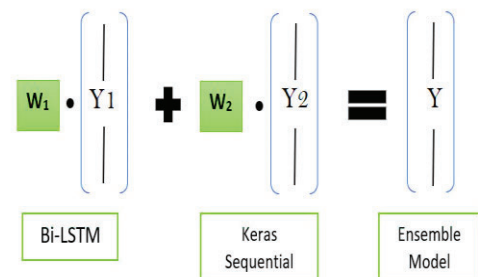 W₁ • Y1 + W₂ • Y2 = Y
Bi-LSTM
Keras
Sequential
Ensemble
Model